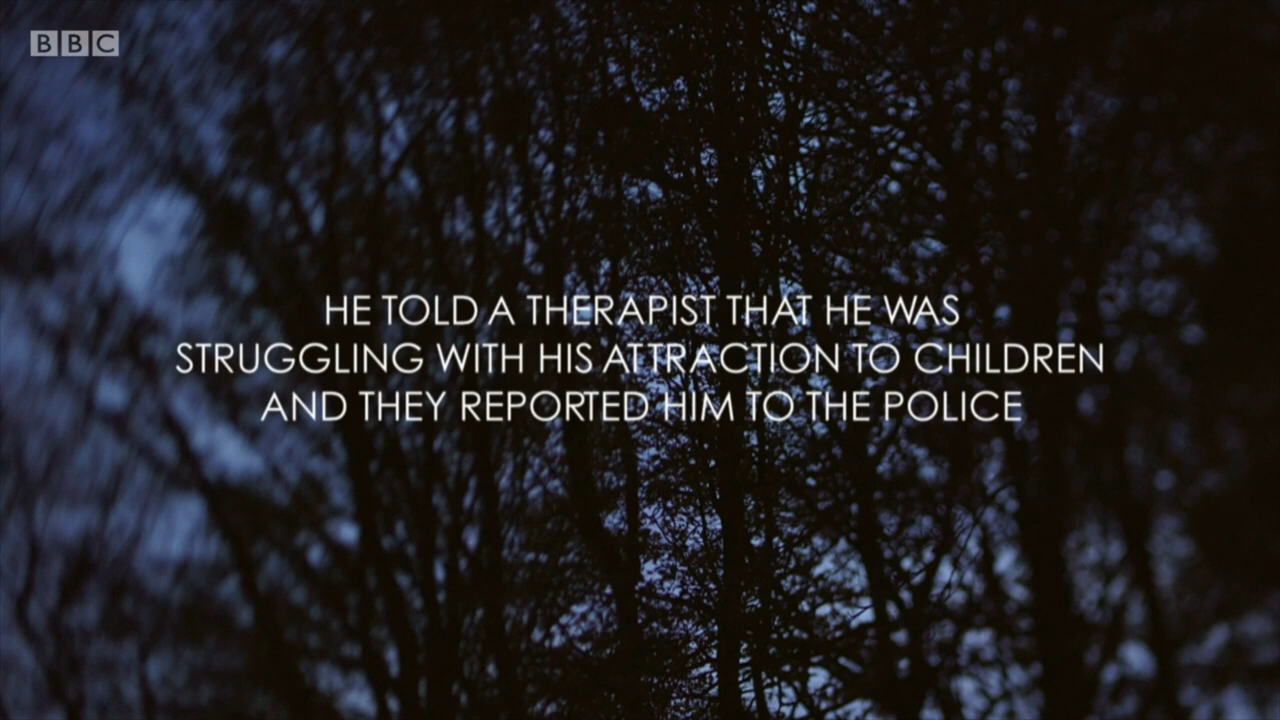 BBC
HE TOLD A THERAPIST THAT HE WAS
STRUGGLING WITH HIS ATTRACTION TO CHILDREN
AND THEY REPORTED HIM TO THE POLICE